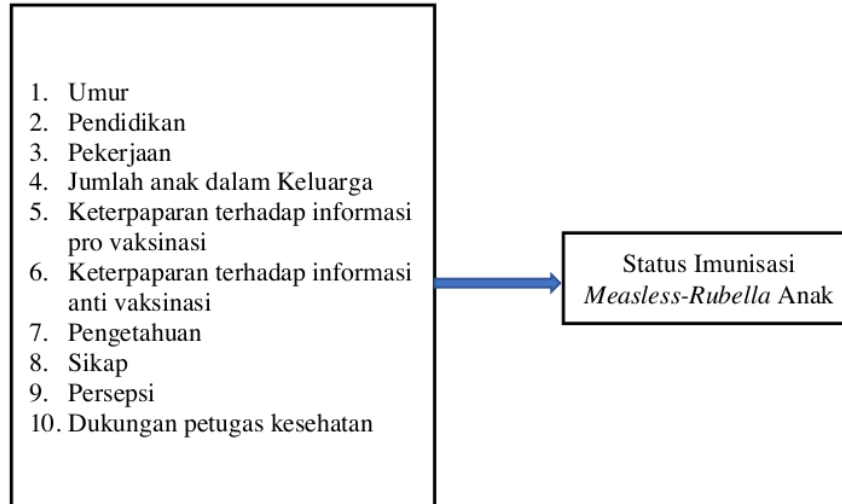 1. Umur
2. Pendidikan
3. Pekerjaan
4. Jumlah anak dalam Keluarga
5. Keterpaparan terhadap informasi
pro vaksinasi
6. Keterpaparan terhadap informasi
anti vaksinasi
7. Pengetahuan
8. Sikap
9. Persepsi
10. Dukungan petugas kesehatan
Status Imunisasi
Measless-Rubella Anak